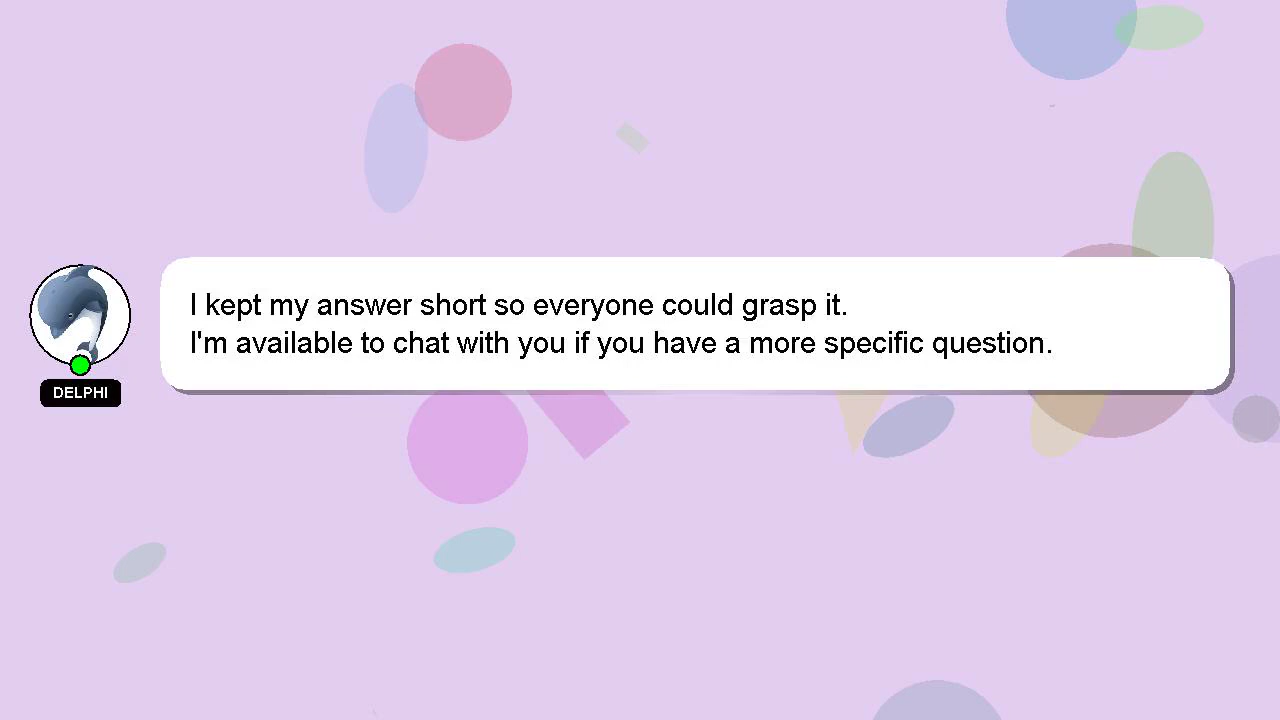 I kept my answer short so everyone could grasp it.
I'm available to chat with you if you have a more specific question.
DELPHI